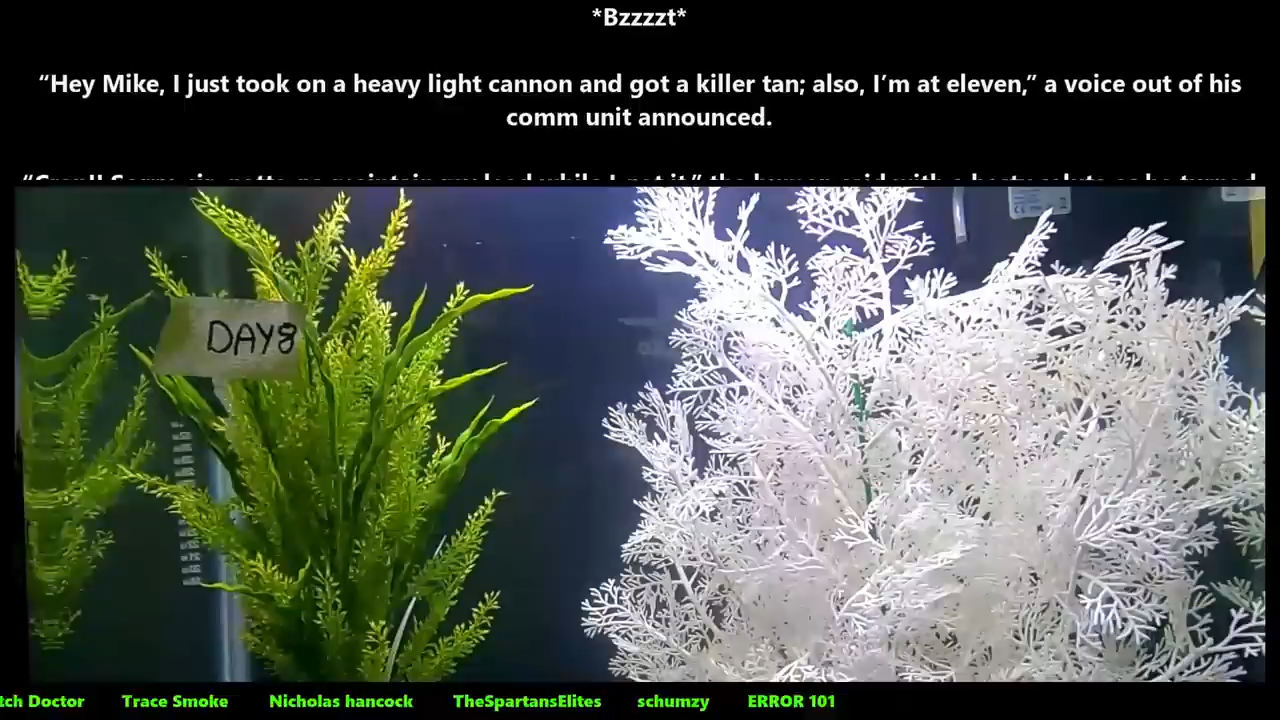 *Bzzzzt*
“Hey Mike, I just took on a heavy light cannon and got a killer tan; also, I’m at eleven,” a voice out of his
comm unit announced.
DAY8
tch Doctor Trace Smoke Nicholas hancock TheSpartansElites schumzy ERROR 101